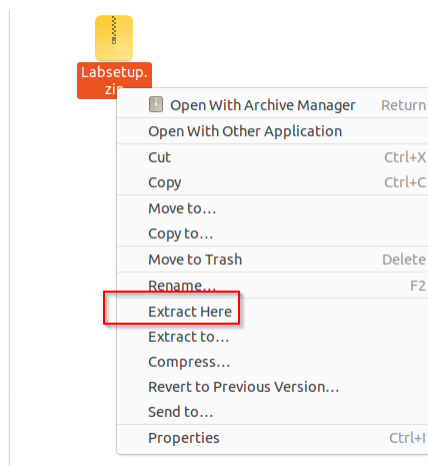 Labsetup.
zip
Open With Archive Manager Return
Open With Other Application
Cut Ctrl+X
Copy Ctrl+C
Move to...
Copy to...
Move to Trash Delete
Rename... F2
Extract Here
Extract to...
Compress...
Revert to Previous Version...
Send to...
Properties Ctrl+I